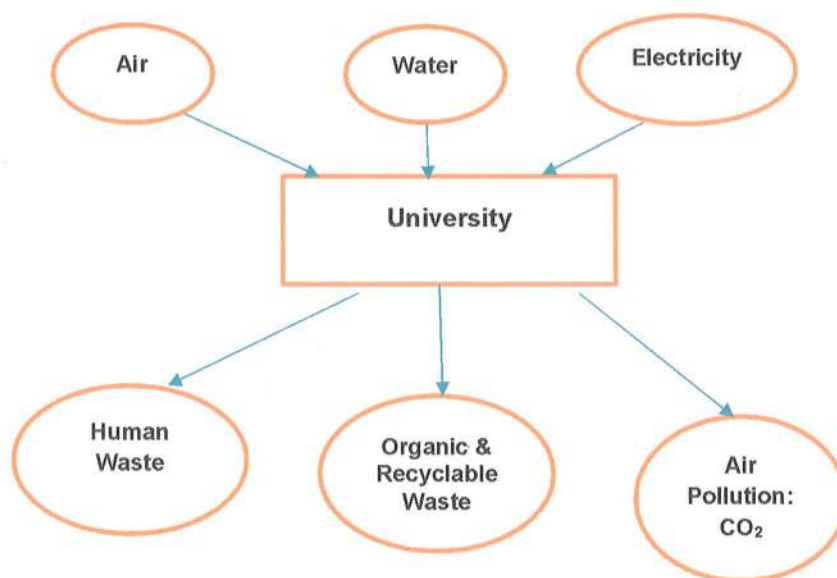 Air
Water
Electricity
University
Human
Waste
Organic &
Recyclable
Waste
Air
Pollution:
CO₂